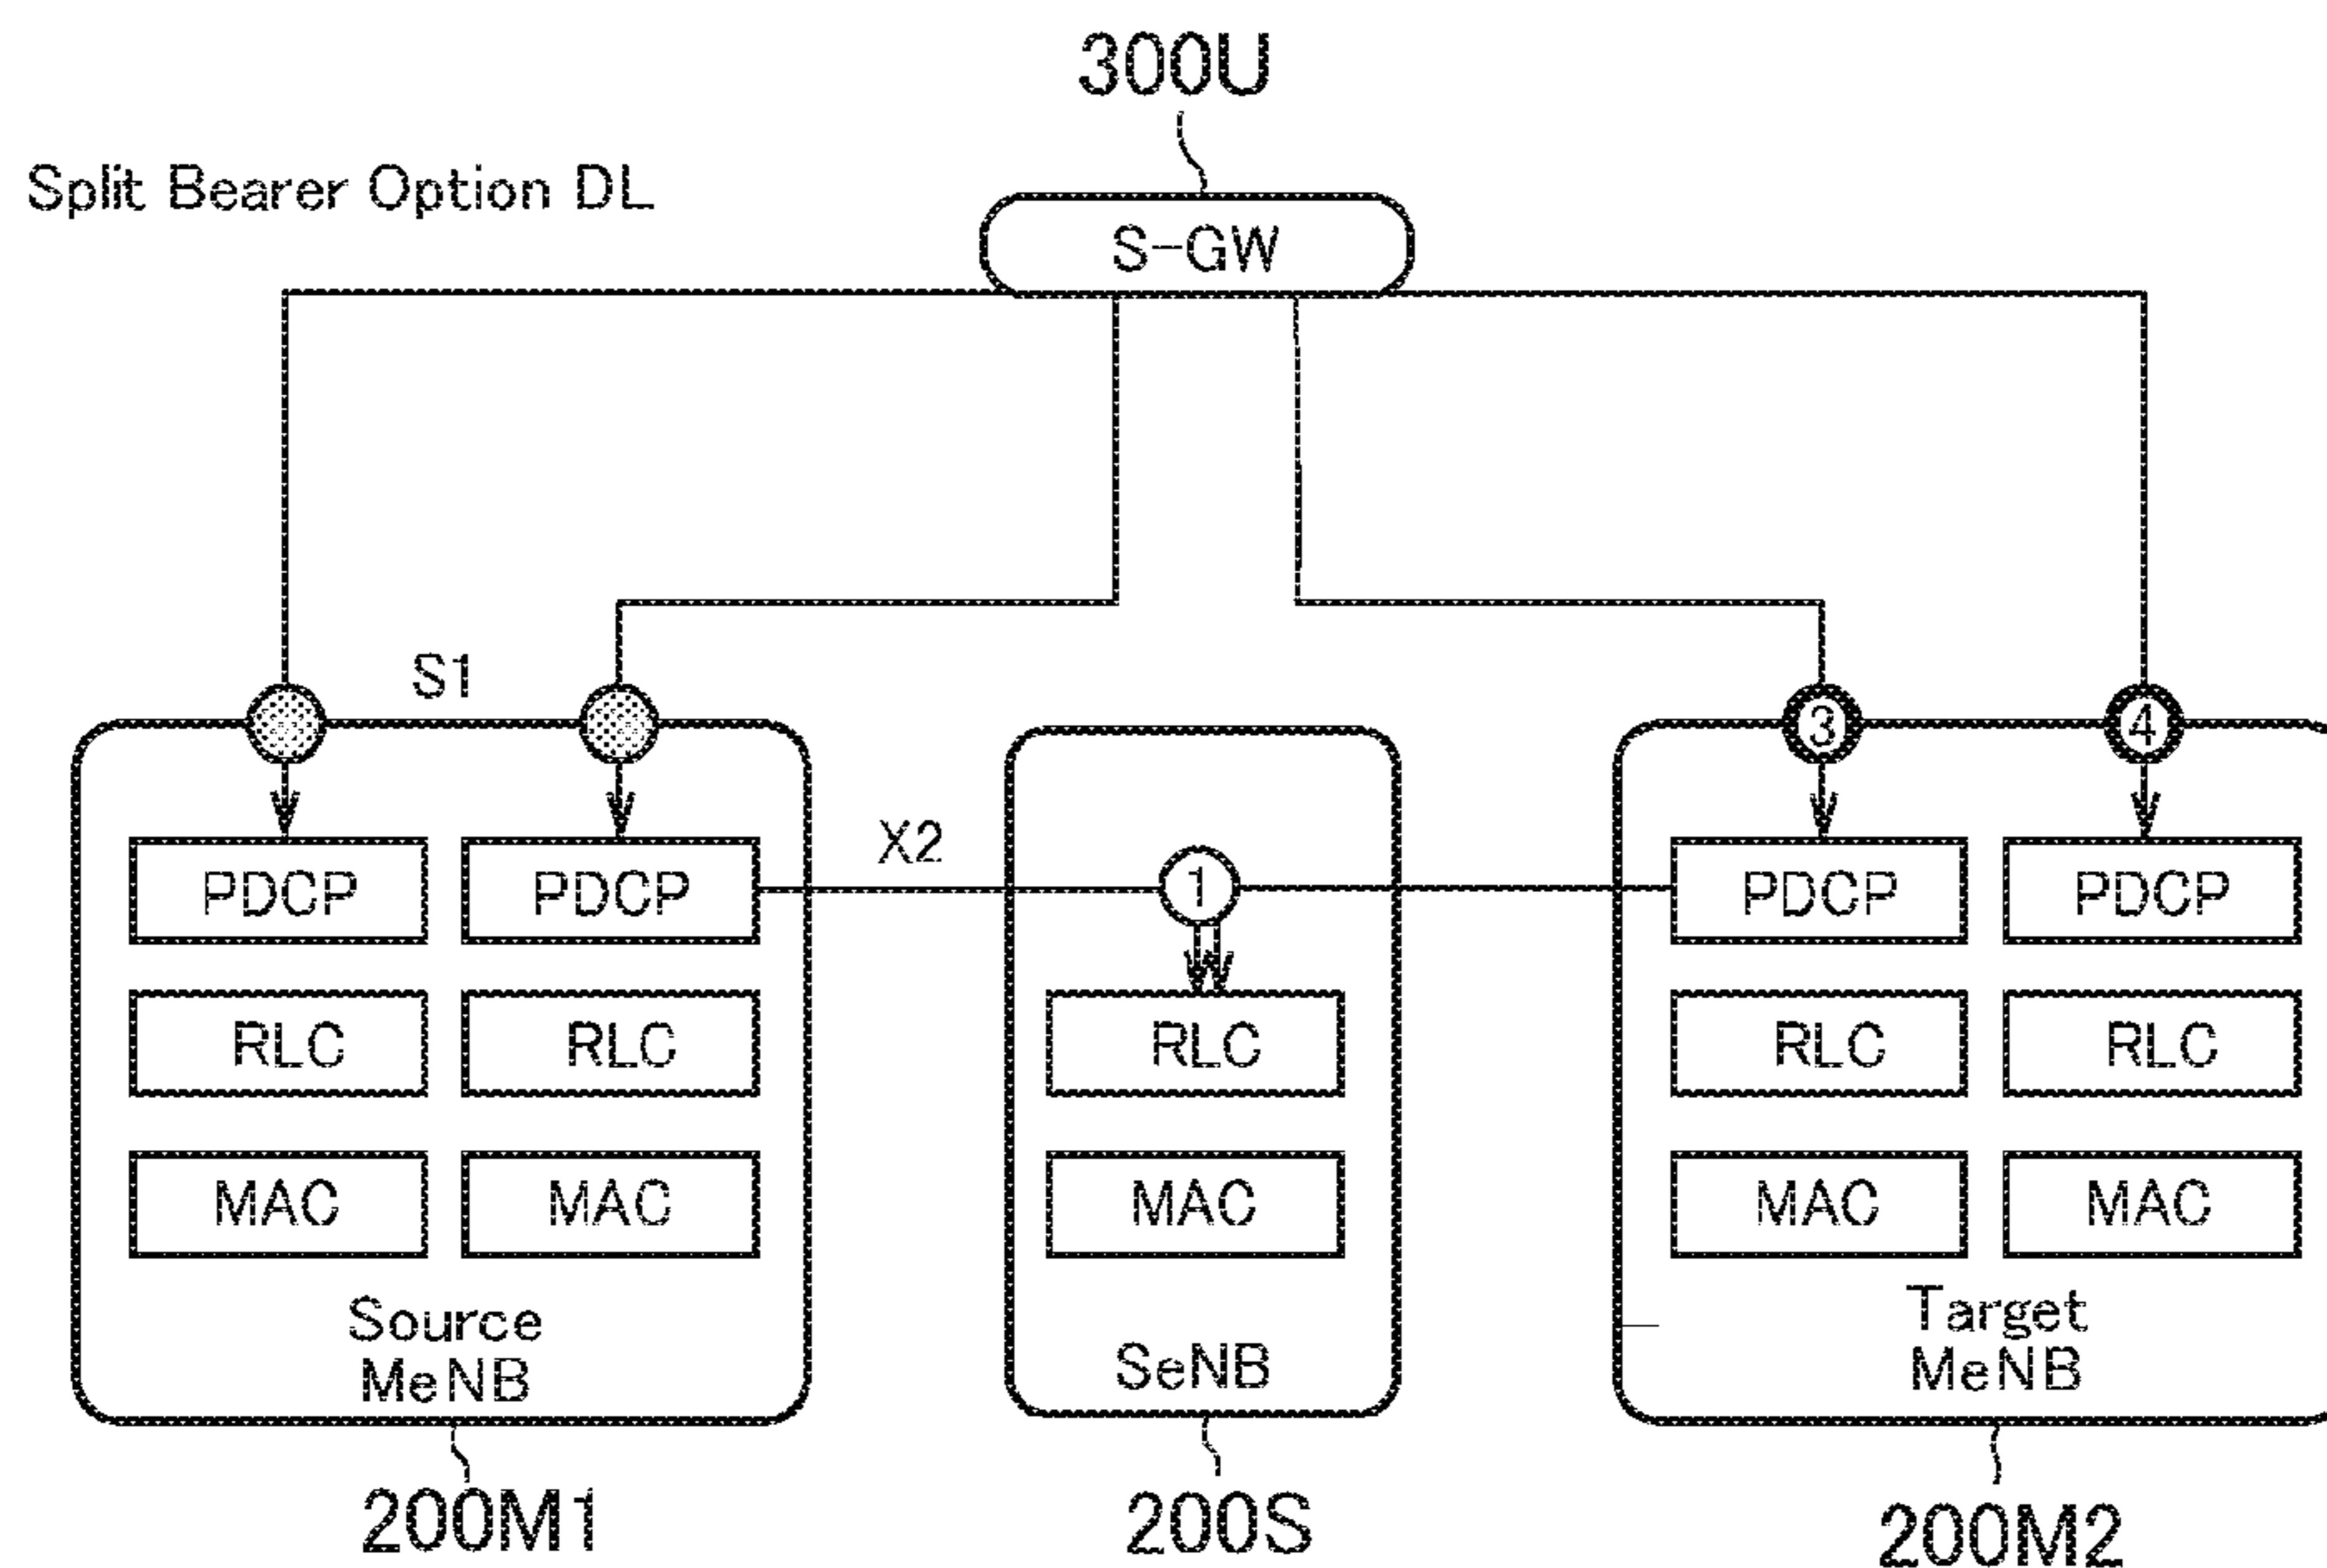 300U
Split Bearer Option DL
S-GW
S1
3 4
X2
PDCP PDCP 1 PDCP PDCP
RLC RLC RLC RLC RLC
MAC MAC MAC MAC MAC
Source
MeNB
SeNB
Target
MeNB
200M1 200S 200M2